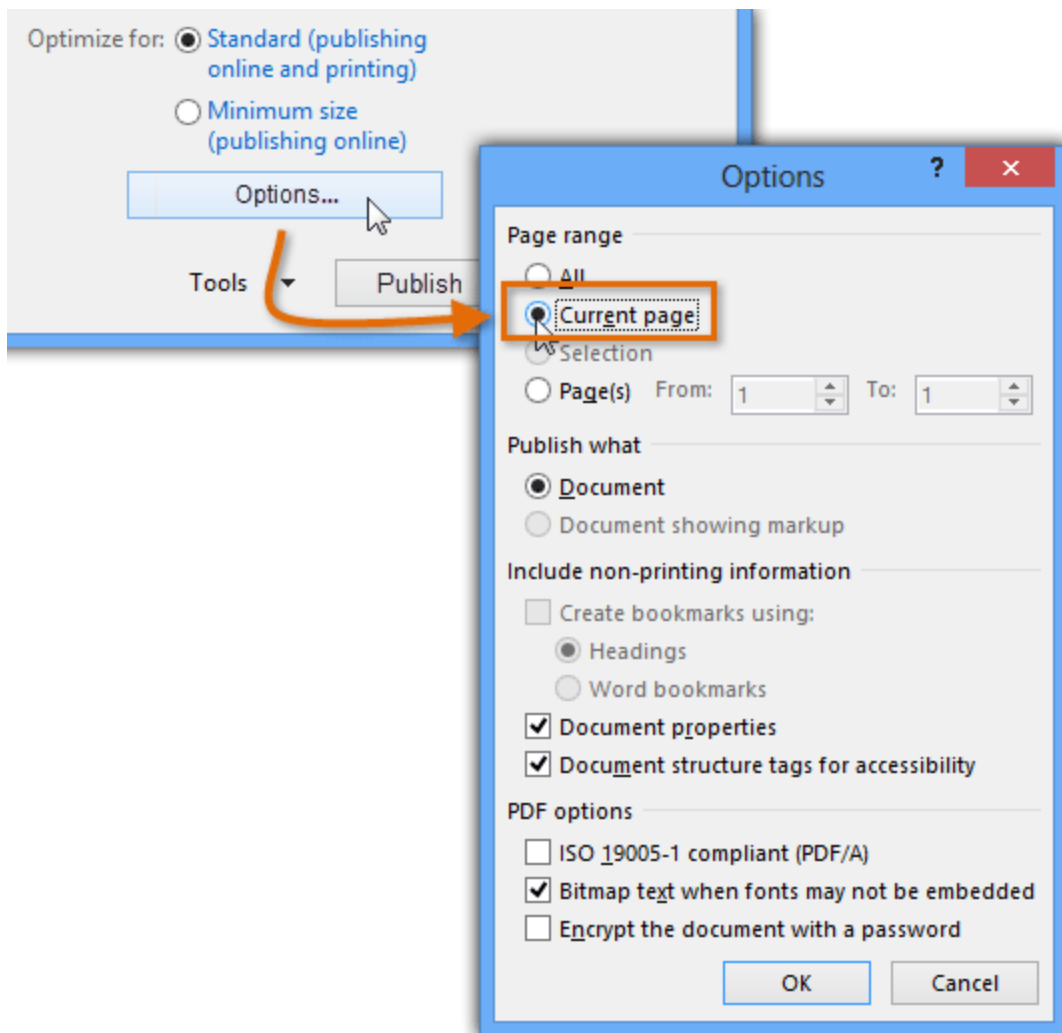 Optimize for: Standard (publishing
online and printing)
Minimum size
(publishing online)
Options...
Tools
Publish
Options
?
Page range
All
Current page
Selection
Page(s) From: 1 To: 1
Publish what
Document
Document showing markup
Include non-printing information
Create bookmarks using:
Headings
Word bookmarks
Document properties
Document structure tags for accessibility
PDF options
ISO 19005-1 compliant (PDF/A)
Bitmap text when fonts may not be embedded
Encrypt the document with a password
OK Cancel